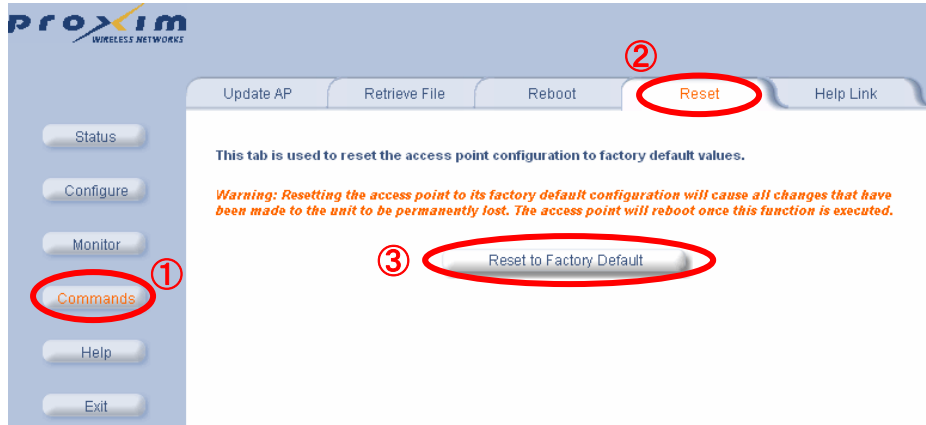 proxim
WIRELESS NETWORKS
②
Update AP Retrieve File Reboot Reset Help Link
Status
This tab is used to reset the access point configuration to factory default values.
Configure
Warning: Resetting the access point to its factory default configuration will cause all changes that have
been made to the unit to be permanently lost. The access point will reboot once this function is executed.
Monitor
③ Reset to Factory Default
①
Commands
Help
Exit